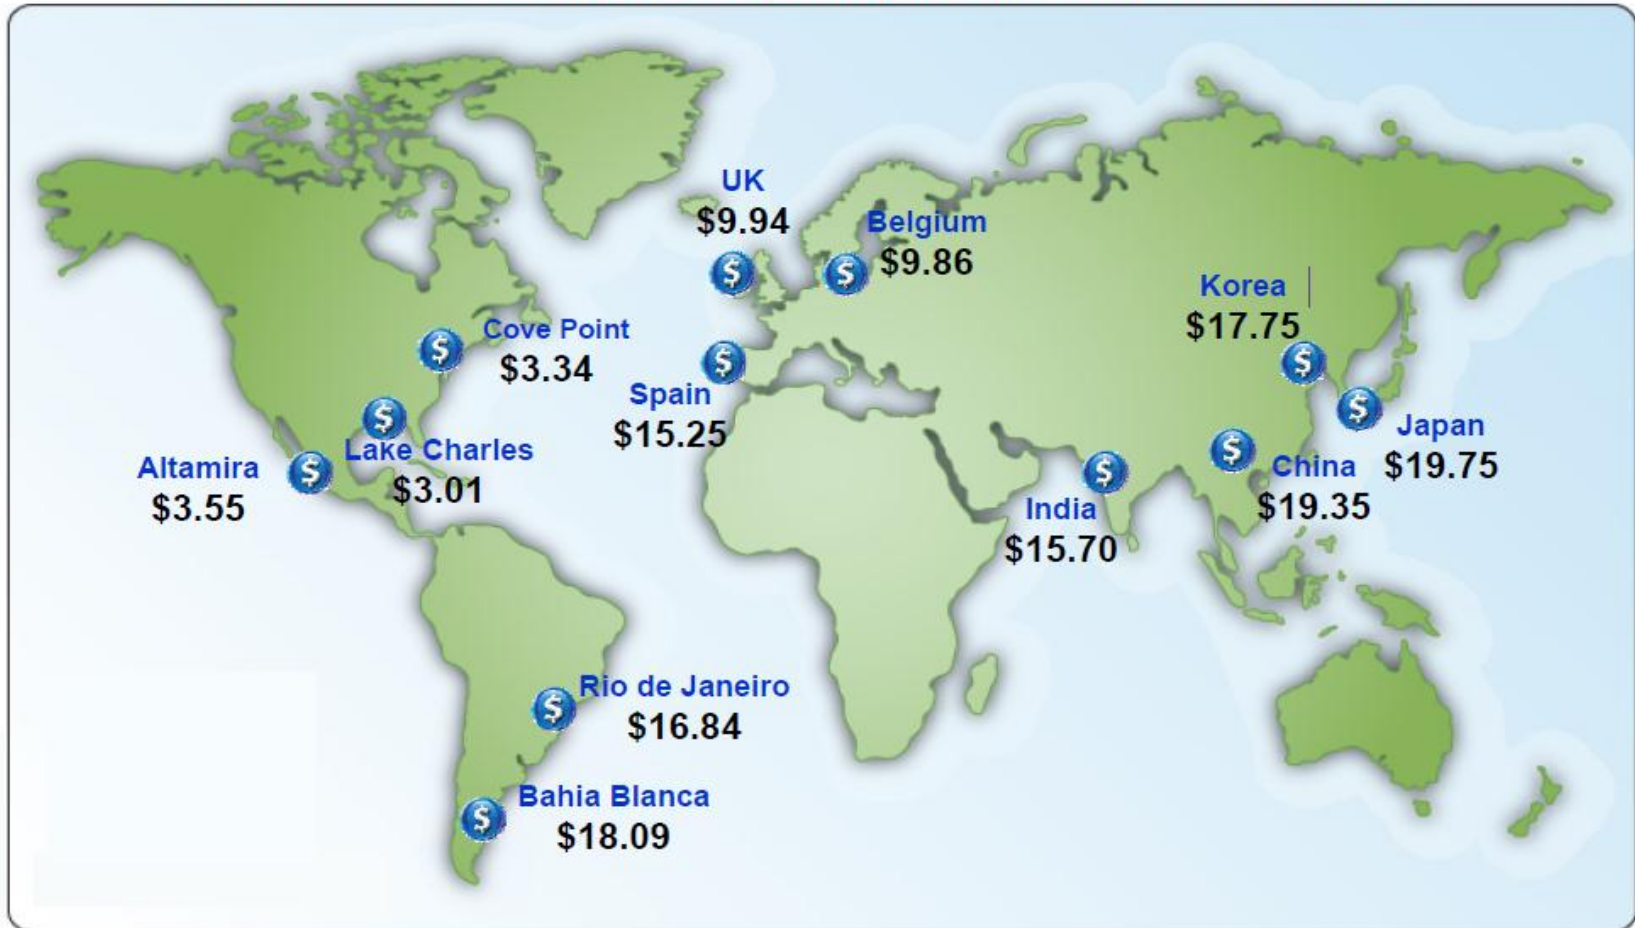 UK
$9.94
Belgium
$9.86
Korea
$17.75
Cove Point
$3.34
Spain
$15.25
Japan
$19.75
Lake Charles
$3.01
Altamira
$3.55
China
$19.35
India
$15.70
Rio de Janeiro
$16.84
Bahia Blanca
$18.09